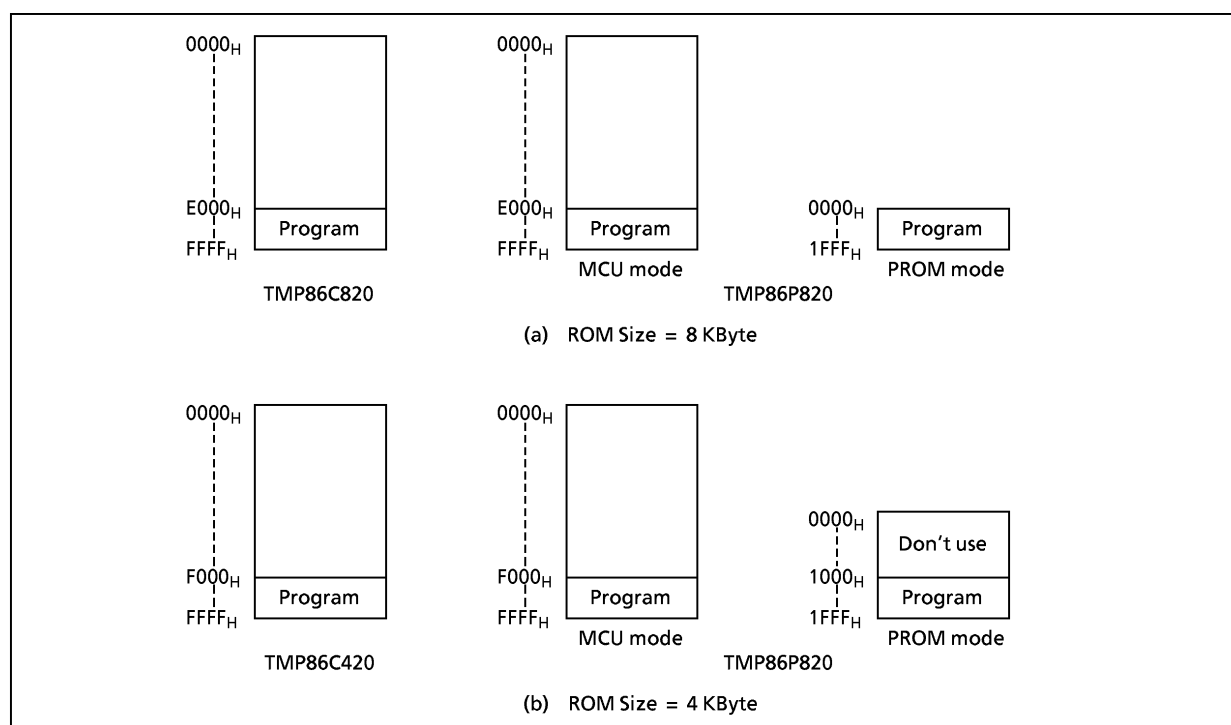 0000H 0000H
E000H E000H 0000H
Program Program Program
FFFFH FFFFH 1FFFH
MCU mode PROM mode
TMP86C820 TMP86P820
(a) ROM Size = 8 KByte
0000H 0000H
0000H
Don't use
F000H F000H 1000H
Program Program Program
FFFFH FFFFH 1FFFH
MCU mode PROM mode
TMP86C420 TMP86P820
(b) ROM Size = 4 KByte